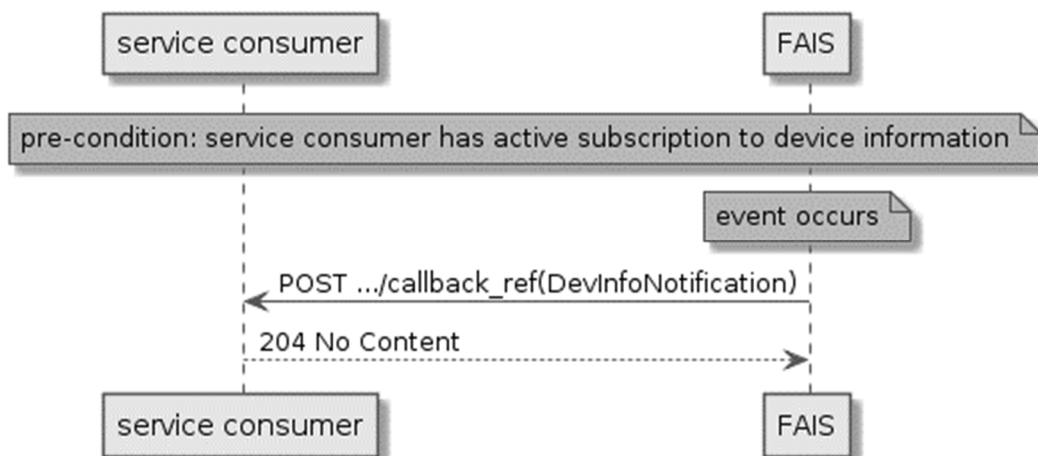 service consumer
FAIS
pre-condition: service consumer has active subscription to device information
event occurs
POST .../callback_ref(DevInfoNotification)
204 No Content
service consumer
FAIS